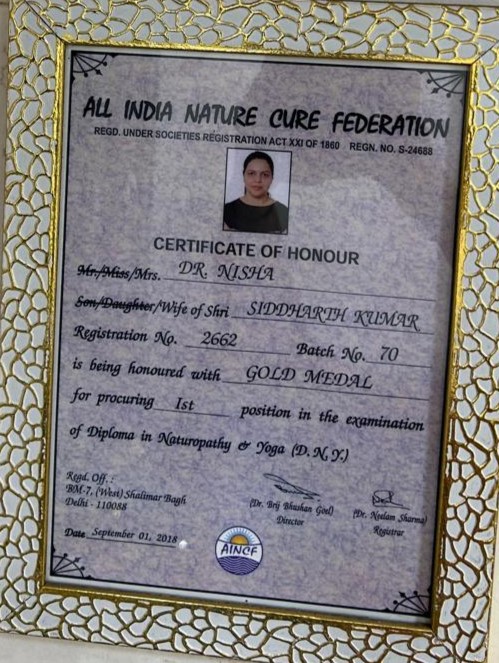 ALL INDIA NATURE CURE FEDERATION
REGD. UNDER SOCIETIES REGISTRATION ACT XXI OF 1860 REGN. NO. S-24688
CERTIFICATE OF HONOUR
Mr./Miss/Mrs. DR. NISHA
Son/Daughter/Wife of Shri SIDDHARTH KUMAR
Registration No. 2662 Batch No. 70
is being honoured with GOLD MEDAL
for procuring Ist position in the examination
of Diploma in Naturopathy & Yoga (D.N.Y.)
Regd. Off. :
BM-7, (West) Shalimar Bagh
Delhi - 110088
(Dr. Brij Bhushan Goel)
Director
(Dr. Neelam Sharma)
Registrar
Date September 01, 2018
AINCF